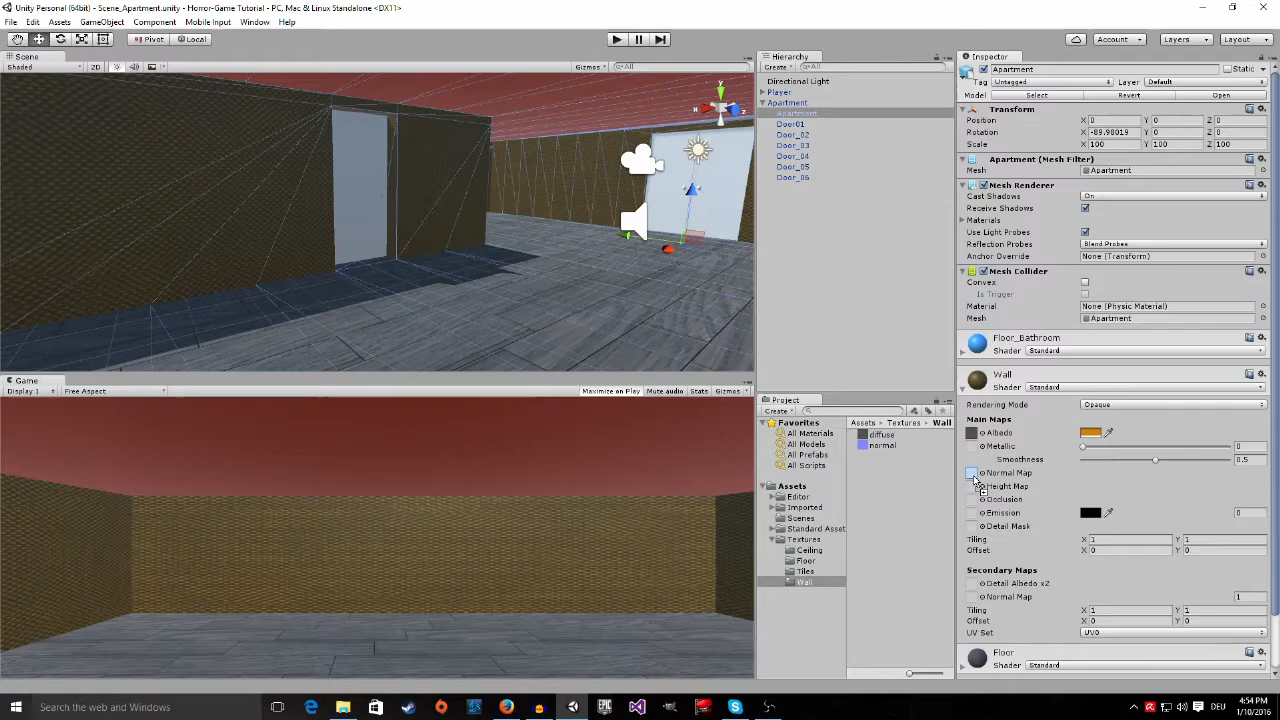 Unity Personal (64bit) - Scene_Apartment.unity - Horror-Game Tutorial - PC, Mac & Linux Standalone <DX11>
File Edit Assets GameObject Component Mobile Input Window Help
Pivot Local Account Layers Layout
Scene
Shaded 2D Gizmos All
Hierarchy
Create All
Directional Light
Player
Apartment
Apartment
Door01
Door_02
Door_03
Door_04
Door_05
Door_06
Game
Display 1 Free Aspect Maximize on Play Mute audio Stats Gizmos
Project
Create
Favorites
All Materials
All Models
All Prefabs
All Scripts
Assets
Editor
Imported
Scenes
Standard Asset
Textures
Ceiling
Floor
Tiles
Wall
Assets Textures Wall
diffuse
normal
Inspector
Apartment Static
Tag Untagged Layer Default
Model Select Revert Open
Transform
Position X 0 Y 0 Z 0
Rotation X -89.98019 Y 0 Z 0
Scale X 100 Y 100 Z 100
Apartment (Mesh Filter)
Mesh Apartment
Mesh Renderer
Cast Shadows On
Receive Shadows
Materials
Use Light Probes
Reflection Probes Blend Probes
Anchor Override None (Transform)
Mesh Collider
Convex
Is Trigger
Material None (Physic Material)
Mesh Apartment
Floor_Bathroom
Shader Standard
Wall
Shader Standard
Rendering Mode Opaque
Main Maps
Albedo
Metallic 0
Smoothness 0.5
Normal Map
Height Map
Occlusion
Emission 0
Detail Mask
Tiling X 1 Y 1
Offset X 0 Y 0
Secondary Maps
Detail Albedo x2
Normal Map 1
Tiling X 1 Y 1
Offset X 0 Y 0
UV Set UV0
Floor
Shader Standard
Search the web and Windows
DEU
4:54 PM
1/10/2016